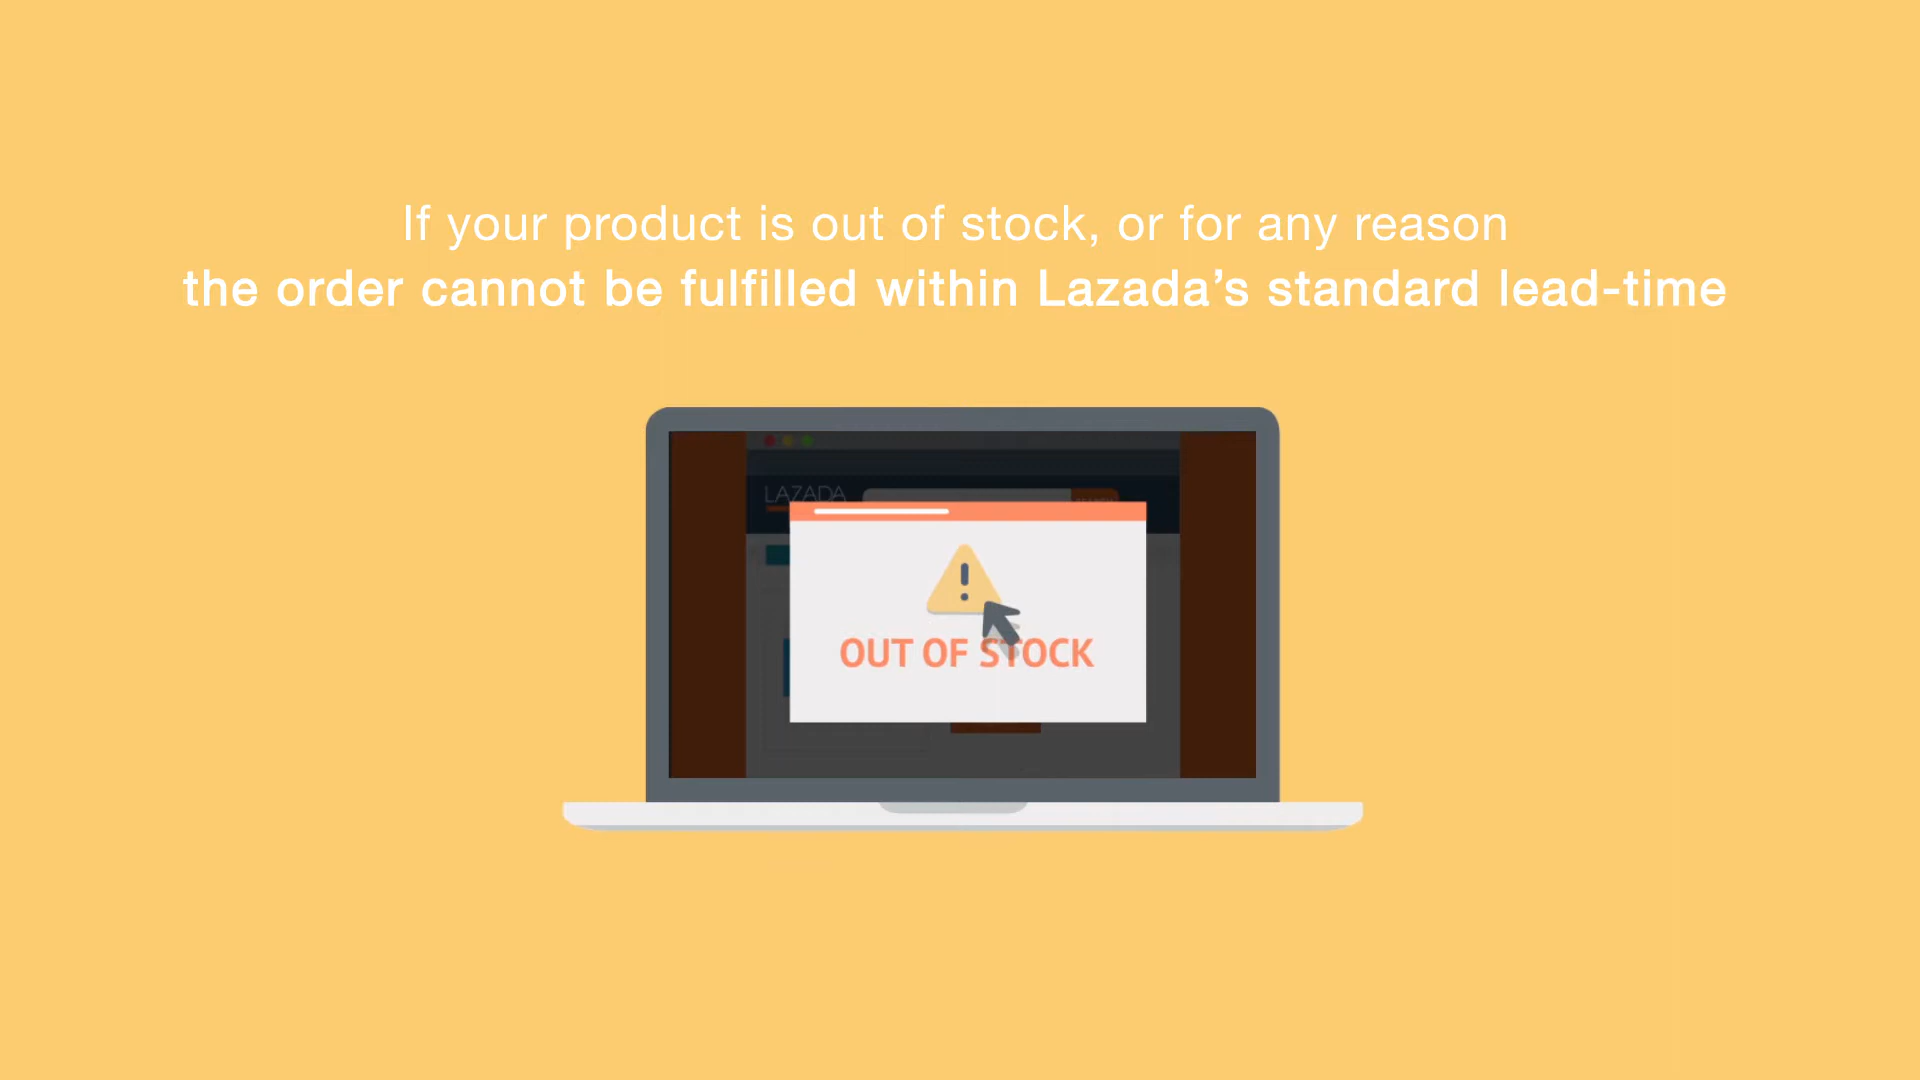 If your product is out of stock, or for any reason
the order cannot be fulfilled within Lazada’s standard lead-time
LAZADA
OUT OF STOCK